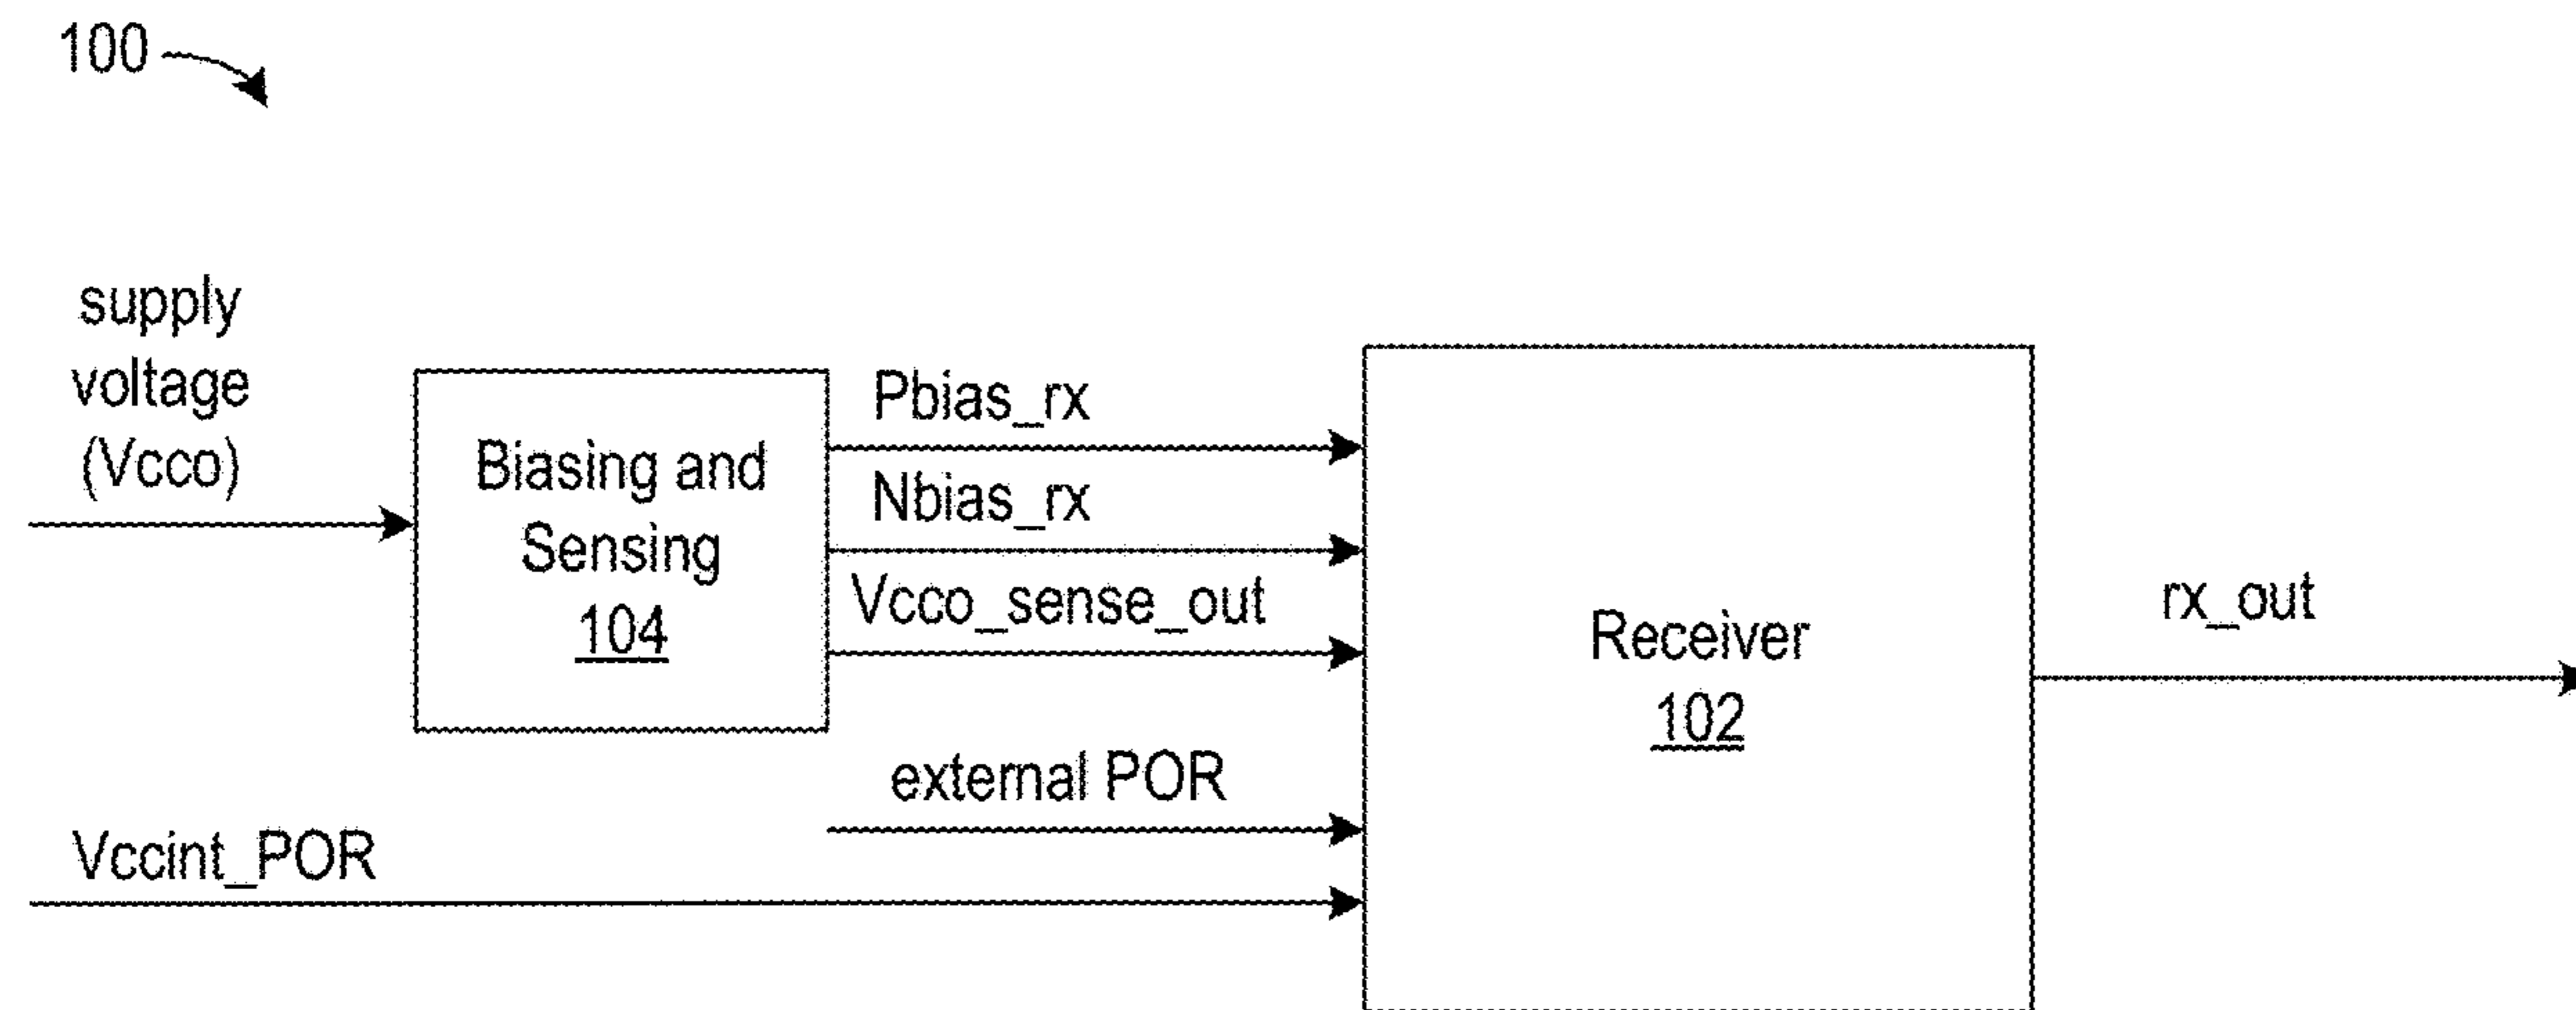 100
supply
voltage
(Vcco)
Biasing and
Sensing
104
Pbias_rx
Nbias_rx
Vcco_sense_out
external POR
Vccint_POR
Receiver
102
rx_out